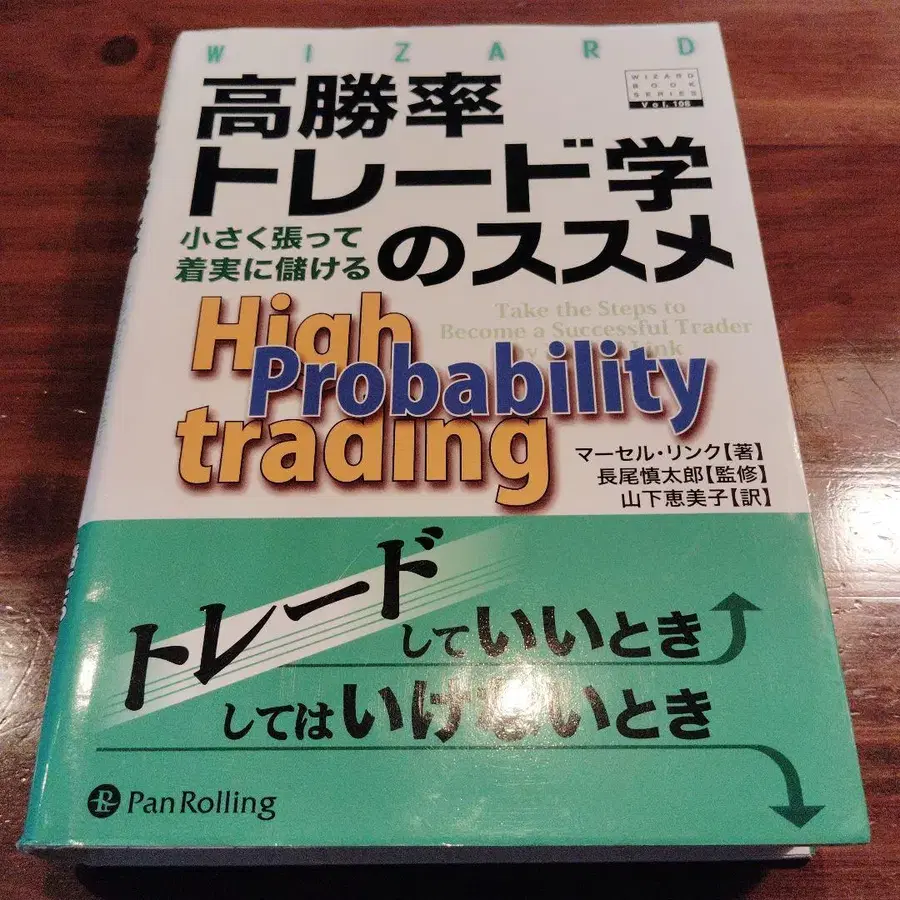 WIZARD
WIZARD
BOOK
SERIES
Vol. 108
高勝率
トレード学
のススメ
小さく張って
着実に儲ける
Take the Steps to
Become a Successful Trader
Link
High
Probability
trading
マーセル・リンク【著】
長尾慎太郎【監修】
山下恵美子【訳】
トレード
していいとき
してはいけないとき
PanRolling